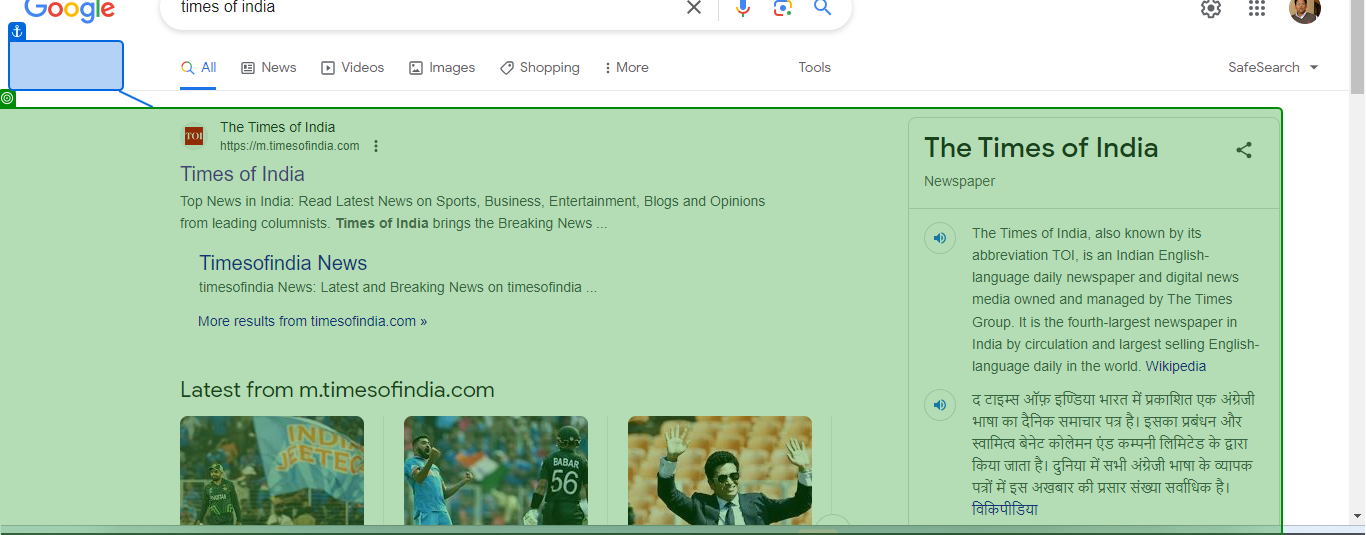 Google
times of india
All
News
Videos
Images
Shopping
More
Tools
SafeSearch
TOI
The Times of India
https://m.timesofindia.com
Times of India
Top News in India: Read Latest News on Sports, Business, Entertainment, Blogs and Opinions
from leading columnists. Times of India brings the Breaking News ...
Timesofindia News
timesofindia News: Latest and Breaking News on timesofindia ...
More results from timesofindia.com »
Latest from m.timesofindia.com
INDIA
JEETEG
PAKISTAN
BABAR
56
The Times of India
Newspaper
The Times of India, also known by its
abbreviation TOI, is an Indian English-
language daily newspaper and digital news
media owned and managed by The Times
Group. It is the fourth-largest newspaper in
India by circulation and largest selling English-
language daily in the world. Wikipedia
द टाइम्स ऑफ़ इण्डिया भारत में प्रकाशित एक अंग्रेजी
भाषा का दैनिक समाचार पत्र है। इसका प्रबंधन और
स्वामित्व बेनेट कोलेमन एंड कम्पनी लिमिटेड के द्वारा
किया जाता है। दुनिया में सभी अंग्रेजी भाषा के व्यापक
पत्रों में इस अखबार की प्रसार संख्या सर्वाधिक है।
विकिपीडिया